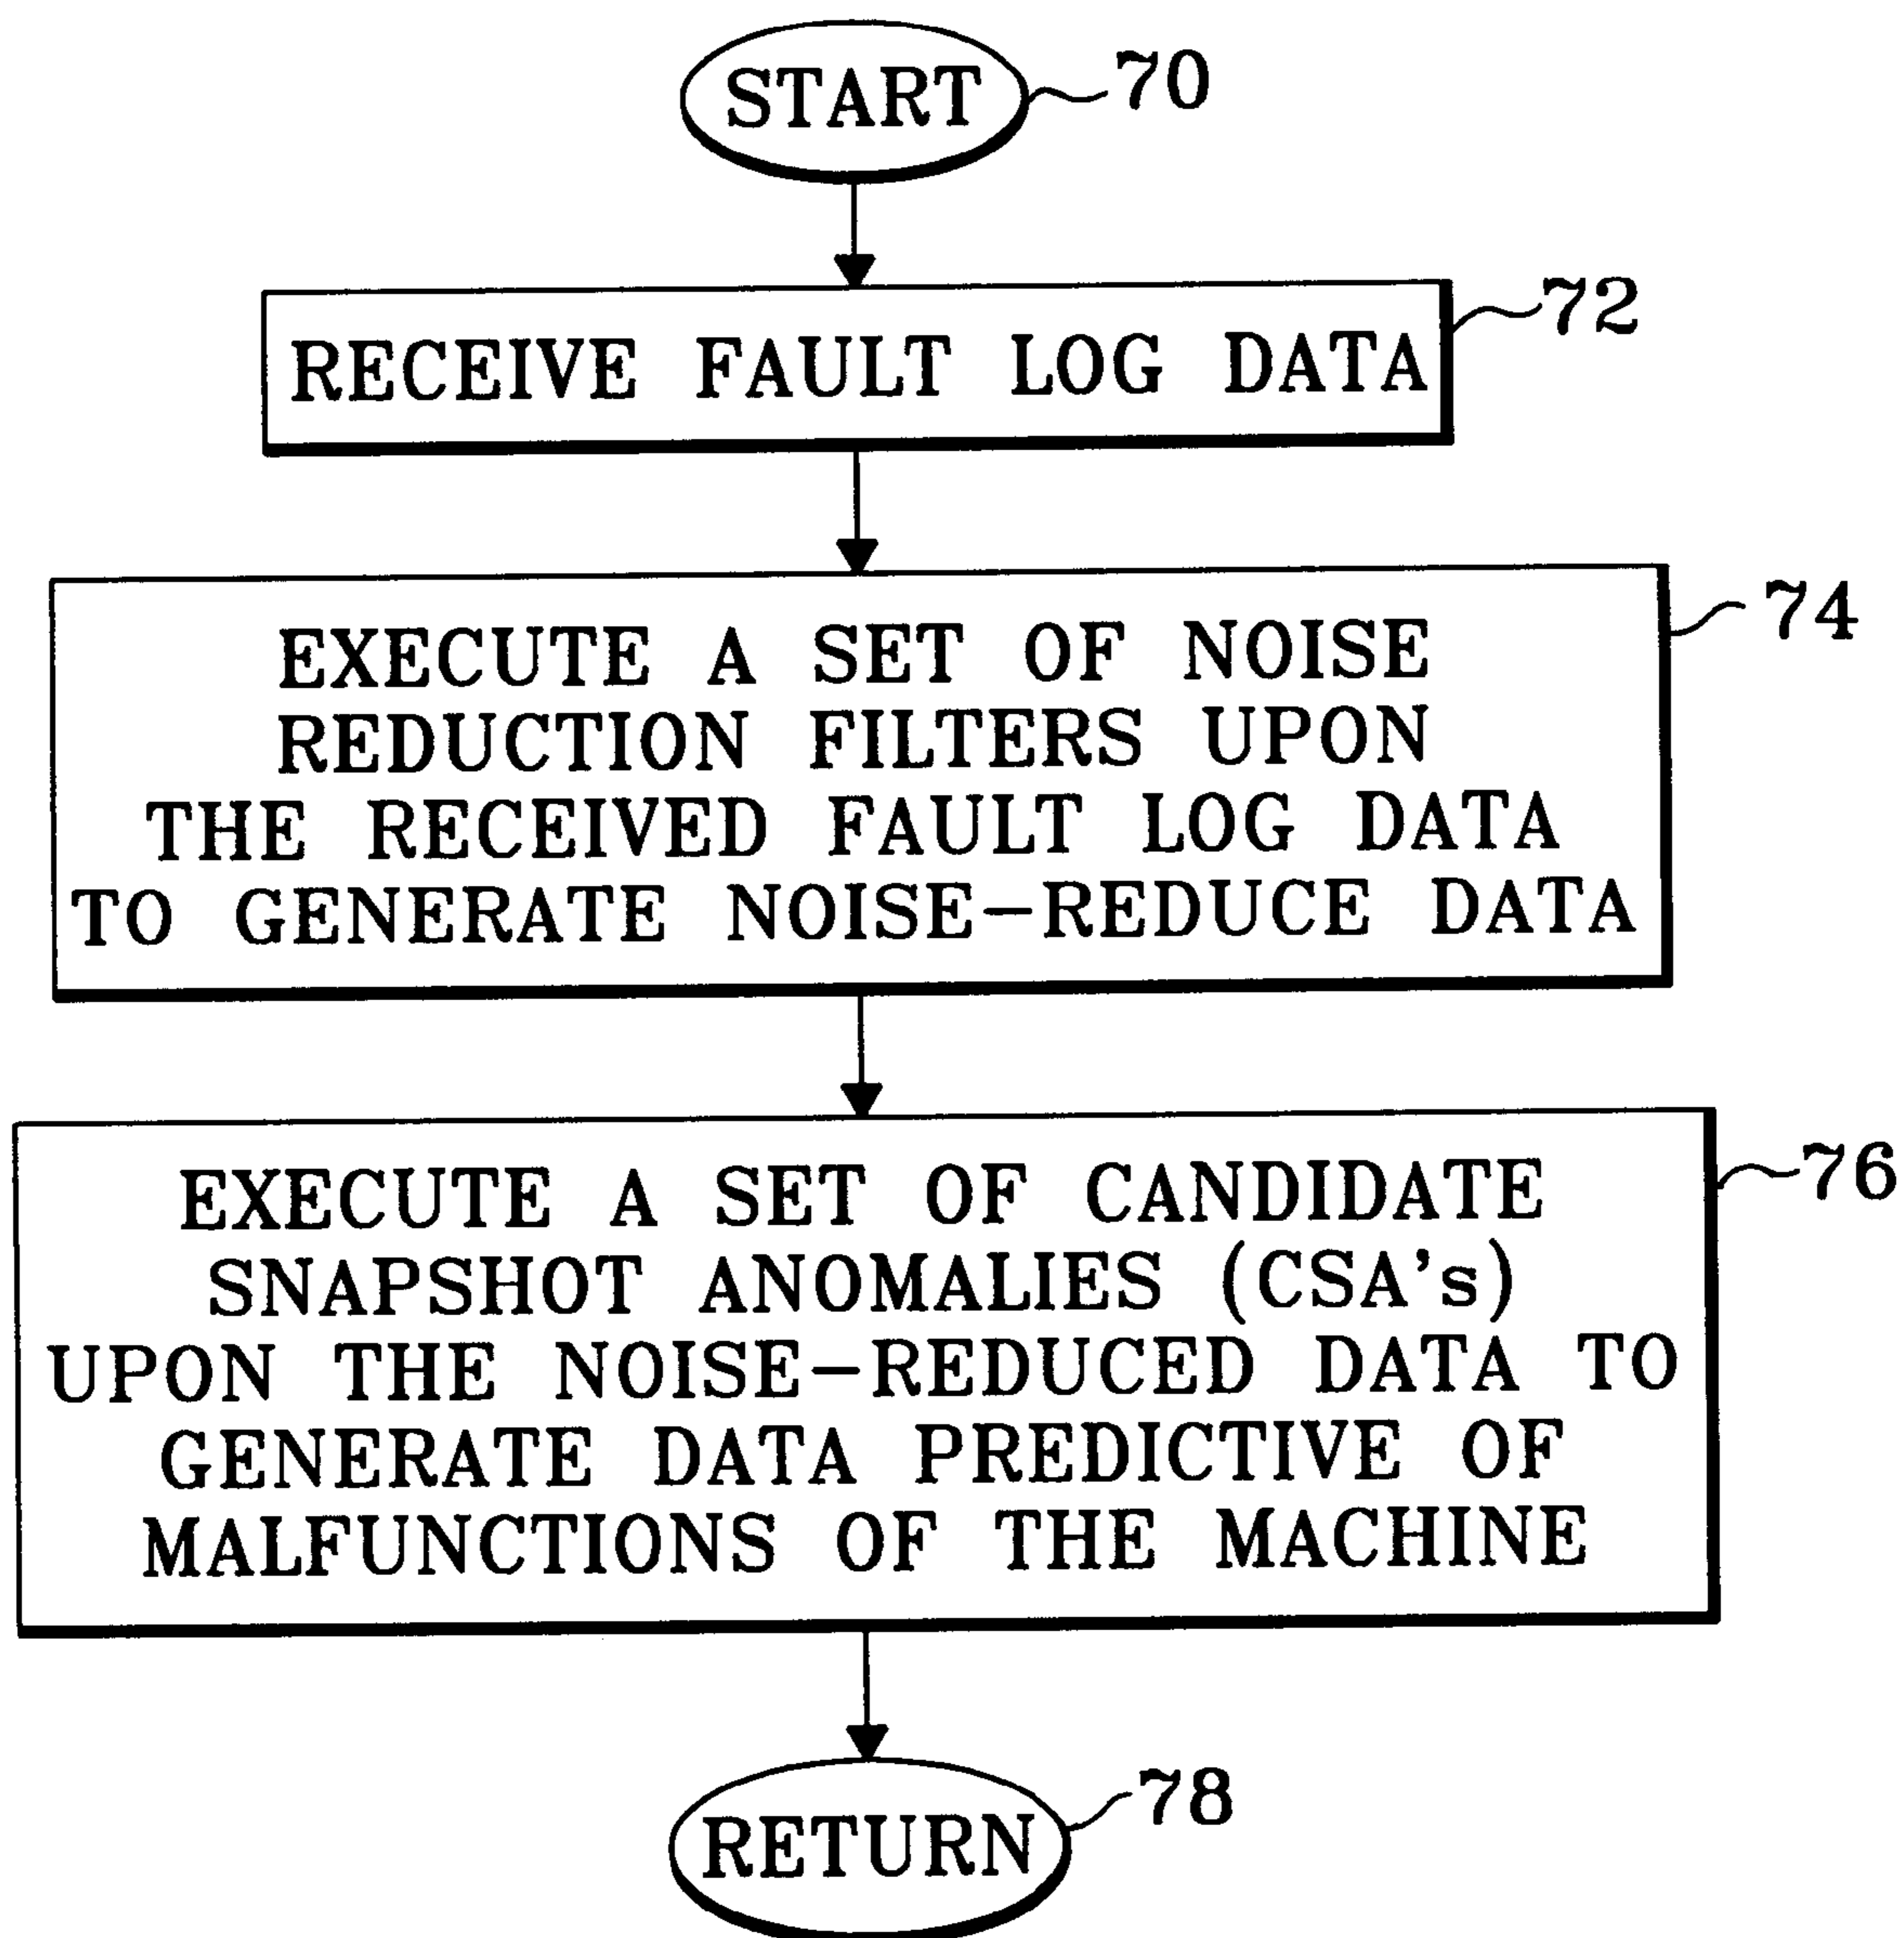 START 70
RECEIVE FAULT LOG DATA 72
EXECUTE A SET OF NOISE 74
REDUCTION FILTERS UPON
THE RECEIVED FAULT LOG DATA
TO GENERATE NOISE-REDUCE DATA
EXECUTE A SET OF CANDIDATE 76
SNAPSHOT ANOMALIES (CSA's)
UPON THE NOISE-REDUCED DATA TO
GENERATE DATA PREDICTIVE OF
MALFUNCTIONS OF THE MACHINE
RETURN 78